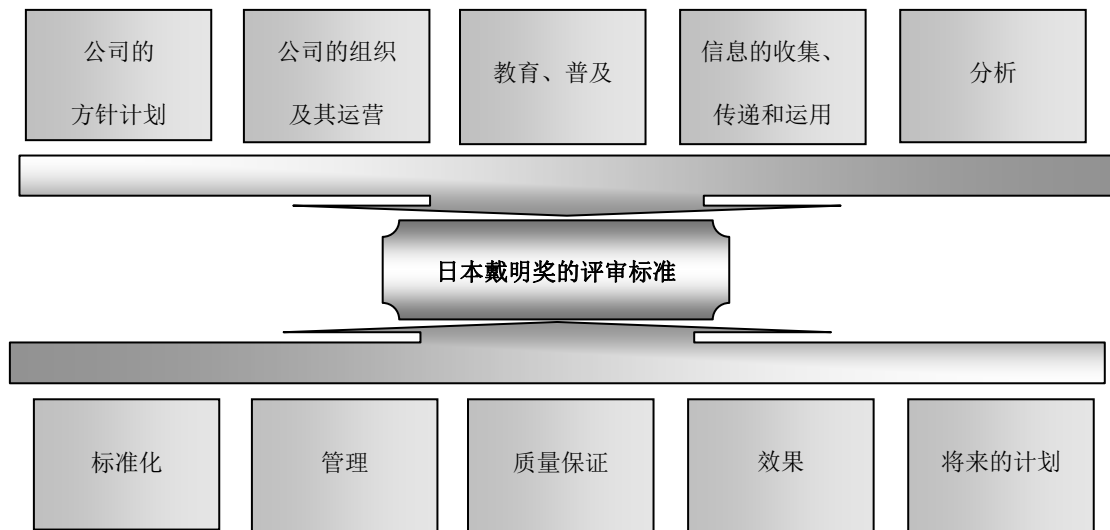 公司的
方针计划
公司的组织
及其运营
教育、普及
信息的收集、
传递和运用
分析
日本戴明奖的评审标准
标准化
管理
质量保证
效果
将来的计划